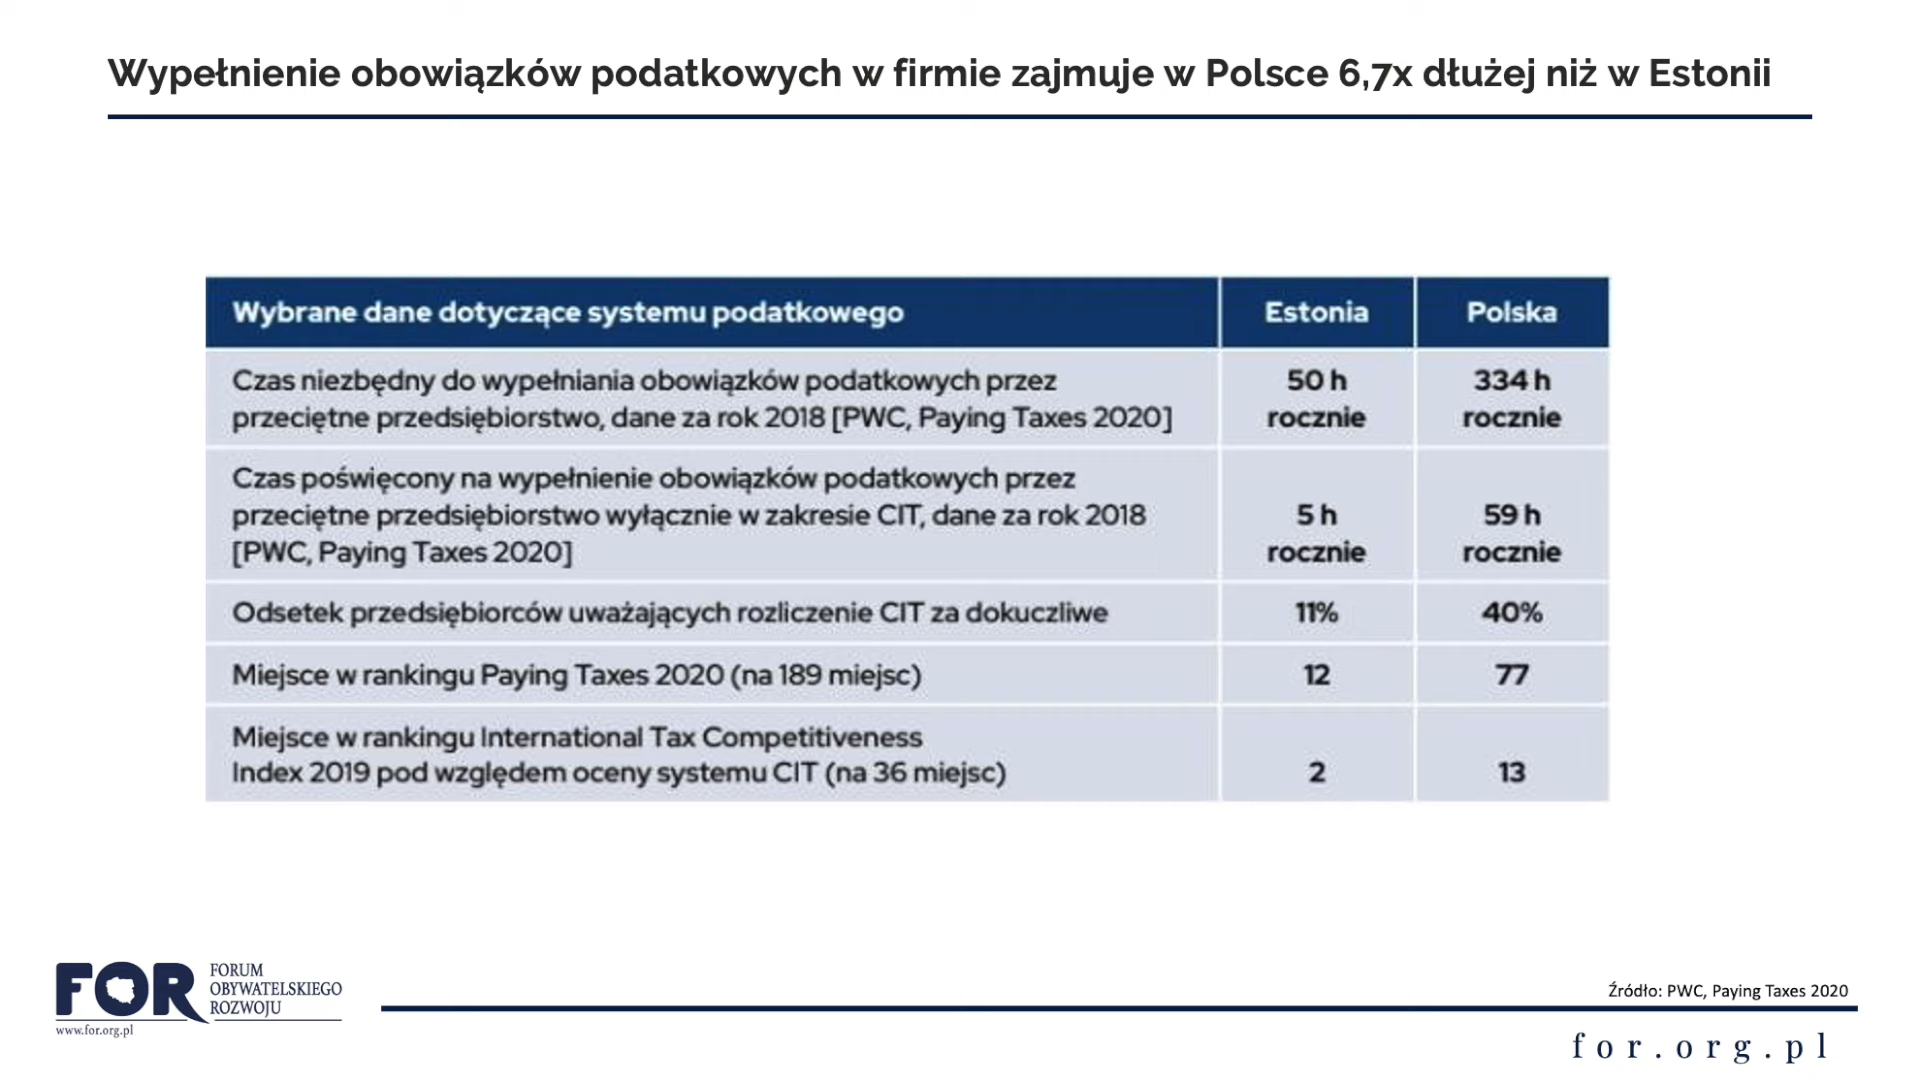 Wypełnienie obowiązków podatkowych w firmie zajmuje w Polsce 6,7x dłużej niż w Estonii
Wybrane dane dotyczące systemu podatkowego
Estonia
Polska
Czas niezbędny do wypełniania obowiązków podatkowych przez
przeciętne przedsiębiorstwo, dane za rok 2018 [PWC, Paying Taxes 2020]
50 h
rocznie
334 h
rocznie
Czas poświęcony na wypełnienie obowiązków podatkowych przez
przeciętne przedsiębiorstwo wyłącznie w zakresie CIT, dane za rok 2018
[PWC, Paying Taxes 2020]
5 h
rocznie
59 h
rocznie
Odsetek przedsiębiorców uważających rozliczenie CIT za dokuczliwe
11%
40%
Miejsce w rankingu Paying Taxes 2020 (na 189 miejsc)
12
77
Miejsce w rankingu International Tax Competitiveness
Index 2019 pod względem oceny systemu CIT (na 36 miejsc)
2
13
FOR
FORUM
OBYWATELSKIEGO
ROZWOJU
www.for.org.pl
Źródło: PWC, Paying Taxes 2020
for.org.pl